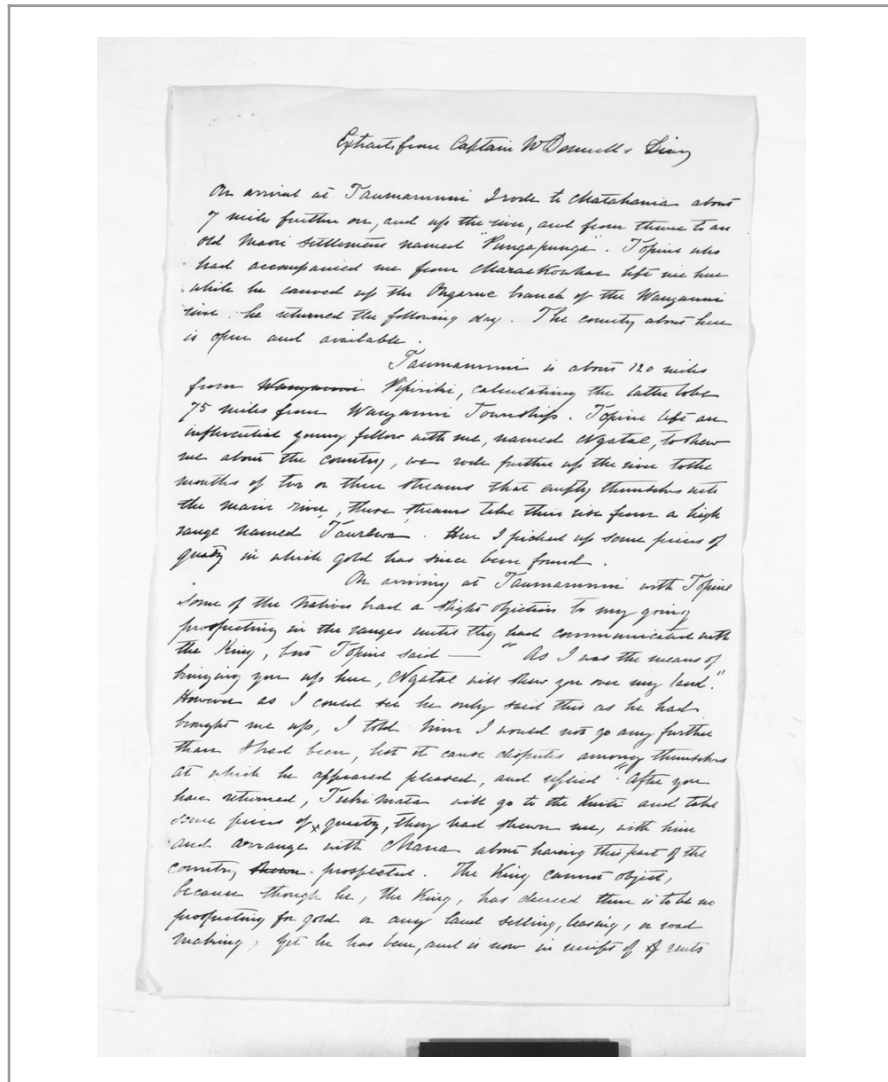 Extracts from Captain McDonnell's Diary
On arrival at Taumarunui I rode to Matahaiia about
7 miles further on, and up the river, and from thence to an
old Maori settlement named "Pungapunga". Topine who
had accompanied me from Maraekowhai left me here
while he canoed up the Ongarue branch of the Wanganui
river. he returned the following day. The country about here
is open and available.
Taumarunui is about 120 miles
from Wanganui Pipiriki, calculating the latter to be
75 miles from Wanganui Township. Topine left an
influential young fellow with me, named Ngatai, to shew
me about the country, we rode further up the river to the
mouths of two or three streams that empty themselves into
the main river, these streams take their rise from a high
range named Taurewa. Here I picked up some pieces of
quartz in which gold has since been found.
On arriving at Taumarunui with Topine
some of the Natives had a slight objection to my going
prospecting in the ranges until they had communicated with
the King, but Topine said — "As I was the means of
bringing you up here, Ngatai will shew you over my land."
However as I could see he only said this as he had
brought me up, I told him I would not go any further
than I had been, lest it cause disputes among themselves
at which he appeared pleased, and replied "After you
have returned, Tukimata will go to the Kuiti and take
some pieces of x quartz, they had shewn me, with him
and arrange with about having this part of the
country shewn prospected. The King cannot object,
because though he, the King, has decreed there is to be no
prospecting for gold or any land selling, leasing, or road
making, yet he has been, and is now in receipt of rents